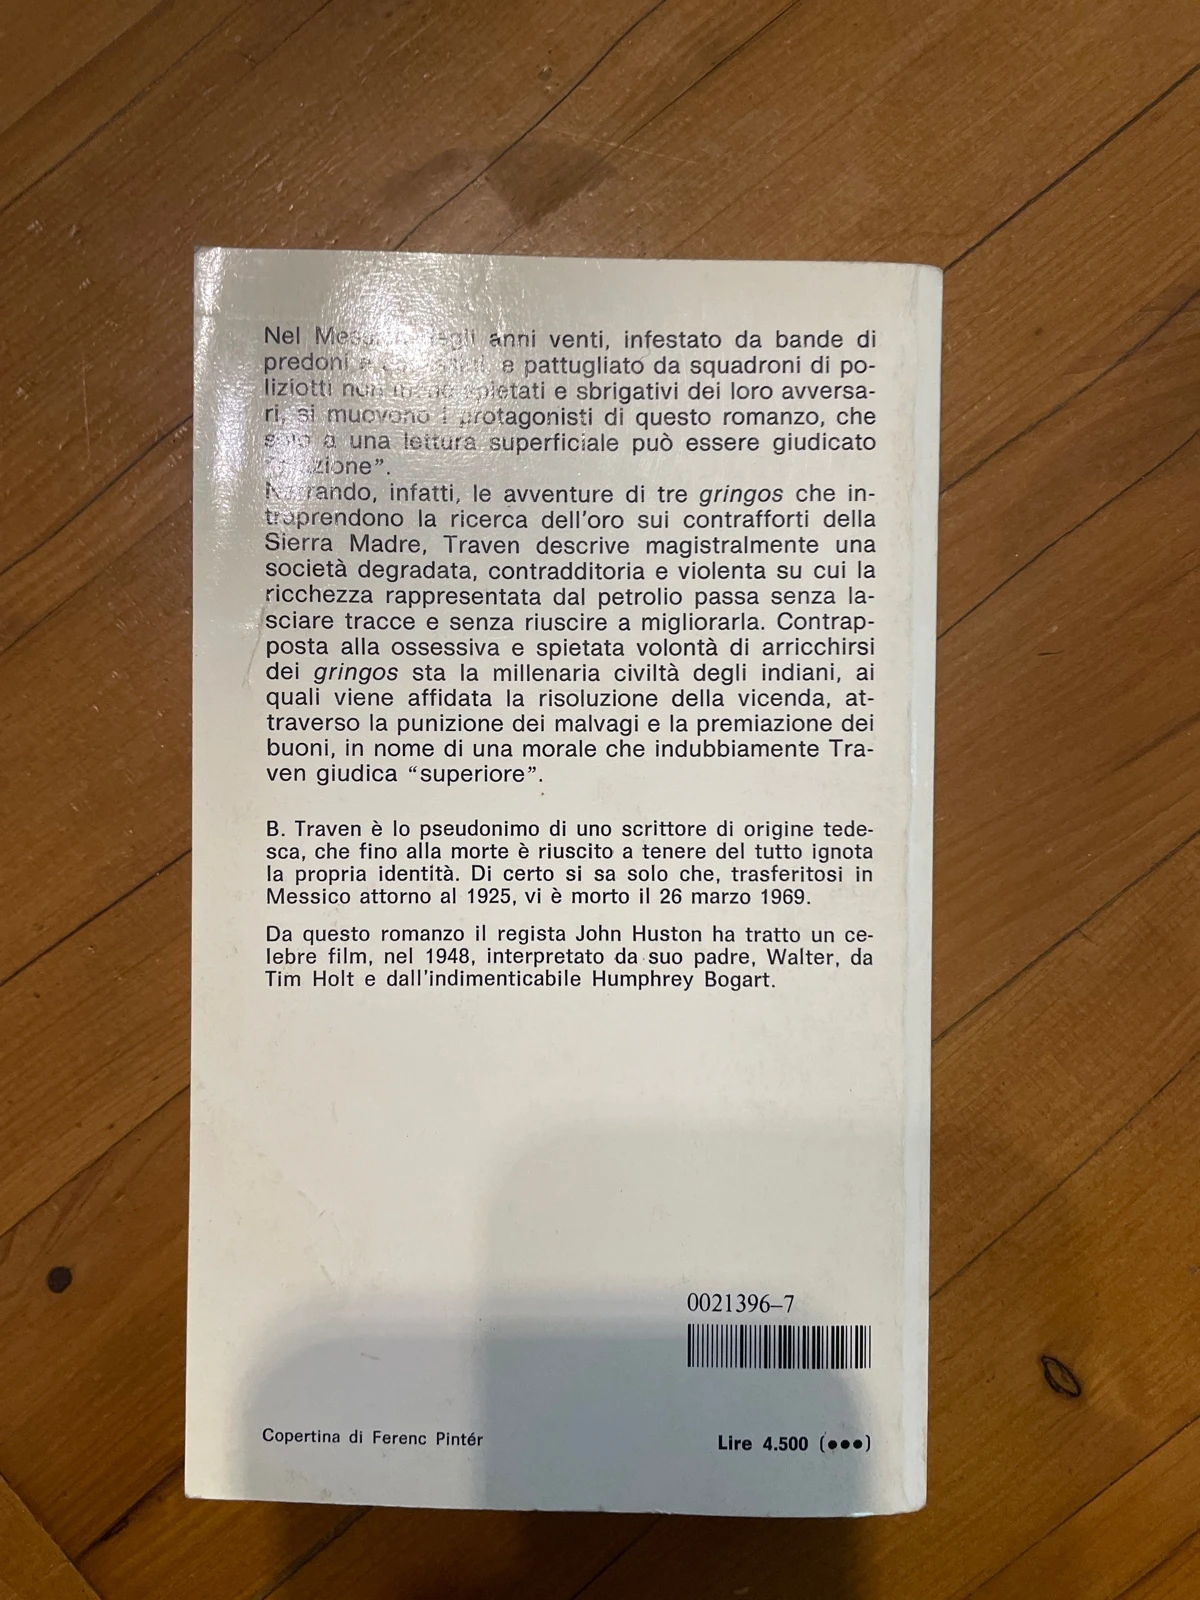 Nel anni venti, infestato da bande di
predoni e pattugliato da squadroni di po-
liziotti non meno spietati e sbrigativi dei loro avversa-
ri, si muovono i protagonisti di questo romanzo, che
solo a una lettura superficiale può essere giudicato
Narrando, infatti, le avventure di tre gringos che in-
traprendono la ricerca dell'oro sui contrafforti della
Sierra Madre, Traven descrive magistralmente una
società degradata, contradditoria e violenta su cui la
ricchezza rappresentata dal petrolio passa senza la-
sciare tracce e senza riuscire a migliorarla. Contrap-
posta alla ossessiva e spietata volontà di arricchirsi
dei gringos sta la millenaria civiltà degli indiani, ai
quali viene affidata la risoluzione della vicenda, at-
traverso la punizione dei malvagi e la premiazione dei
buoni, in nome di una morale che indubbiamente Tra-
ven giudica “superiore”.
B. Traven è lo pseudonimo di uno scrittore di origine tede-
sca, che fino alla morte è riuscito a tenere del tutto ignota
la propria identità. Di certo si sa solo che, trasferitosi in
Messico attorno al 1925, vi è morto il 26 marzo 1969.
Da questo romanzo il regista John Huston ha tratto un ce-
lebre film, nel 1948, interpretato da suo padre, Walter, da
Tim Holt e dall'indimenticabile Humphrey Bogart.
0021396–7
Copertina di Ferenc Pintér
Lire 4.500 (●●●)